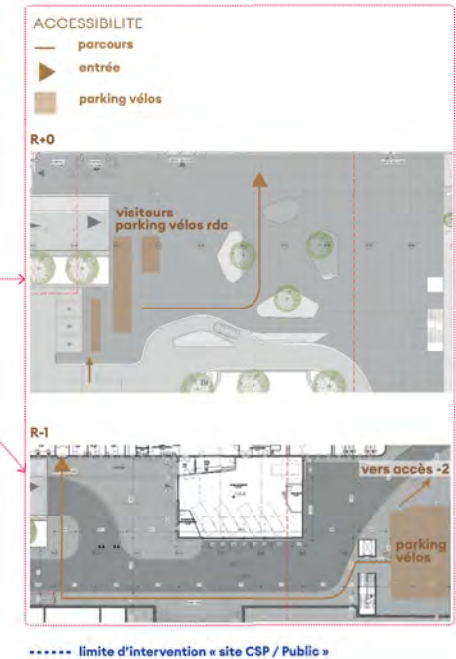 ACCESSIBILITE
parcours
entrée
parking vélos
R+0
visiteurs
parking vélos rdc
R-1
vers accès -2
parking
vélos
limite d'intervention « site CSP / Public »